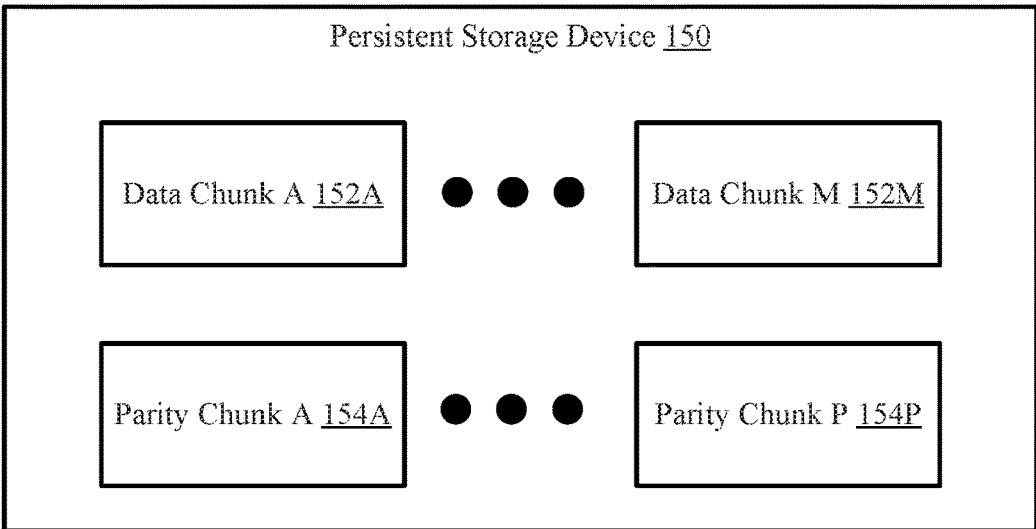 Persistent Storage Device 150
Data Chunk A 152A
Data Chunk M 152M
Parity Chunk A 154A
Parity Chunk P 154P